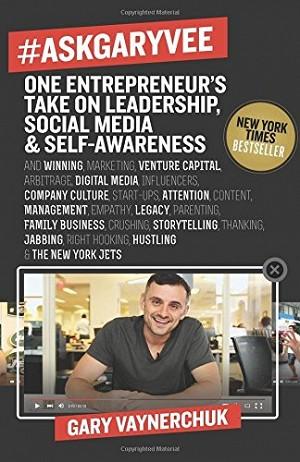 #ASKGARYVEE
ONE ENTREPRENEUR'S
TAKE ON LEADERSHIP,
SOCIAL MEDIA
& SELF-AWARENESS
NEW YORK
TIMES
BESTSELLER
AND WINNING, MARKETING, VENTURE CAPITAL,
ARBITRAGE, DIGITAL MEDIA, INFLUENCERS,
COMPANY CULTURE, START-UPS, ATTENTION, CONTENT,
MANAGEMENT, EMPATHY, LEGACY, PARENTING,
FAMILY BUSINESS, CRUSHING, STORYTELLING, THANKING,
JABBING, RIGHT HOOKING, HUSTLING
& THE NEW YORK JETS
GARY VAYNERCHUK